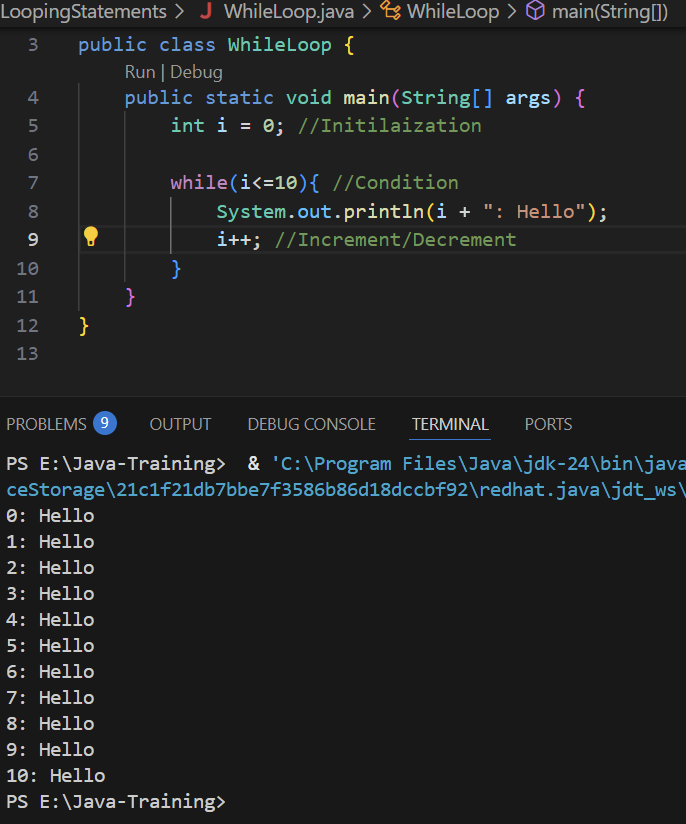 LoopingStatements > J WhileLoop.java > WhileLoop > main(String[])
3 public class WhileLoop {
Run | Debug
4 public static void main(String[] args) {
5 int i = 0; //Initilaization
6
7 while(i<=10){ //Condition
8 System.out.println(i + ": Hello");
9 i++; //Increment/Decrement
10 }
11 }
12 }
13
PROBLEMS 9 OUTPUT DEBUG CONSOLE TERMINAL PORTS
PS E:\Java-Training> & 'C:\Program Files\Java\jdk-24\bin\java
ceStorage\21c1f21db7bbe7f3586b86d18dccbf92\redhat.java\jdt_ws\
0: Hello
1: Hello
2: Hello
3: Hello
4: Hello
5: Hello
6: Hello
7: Hello
8: Hello
9: Hello
10: Hello
PS E:\Java-Training>